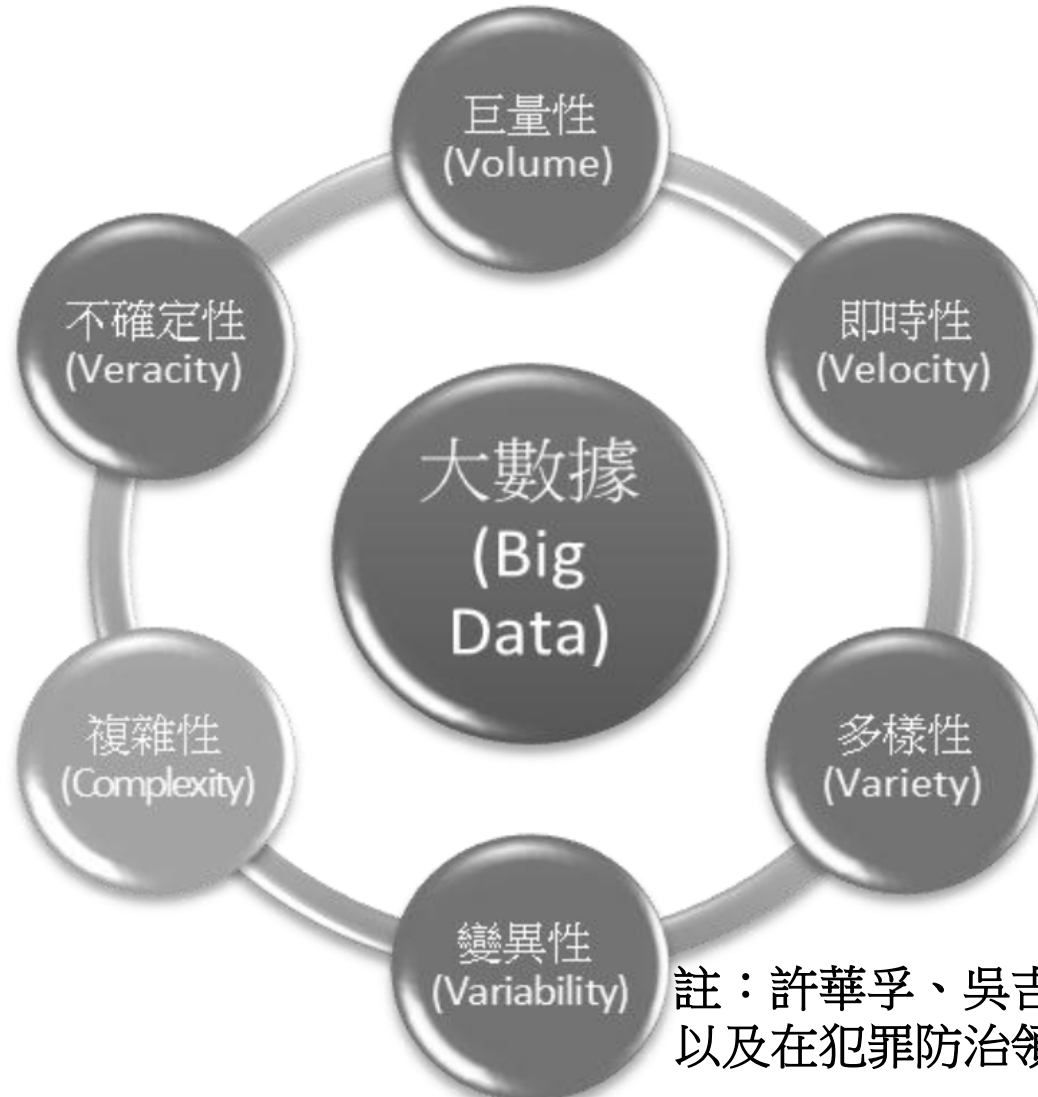 巨量性
(Volume)
不確定性
(Veracity)
即時性
(Velocity)
大數據
(Big
Data)
複雜性
(Complexity)
多樣性
(Variety)
變異性
(Variability)
註：許華孚、吳吉
以及在犯罪防治領